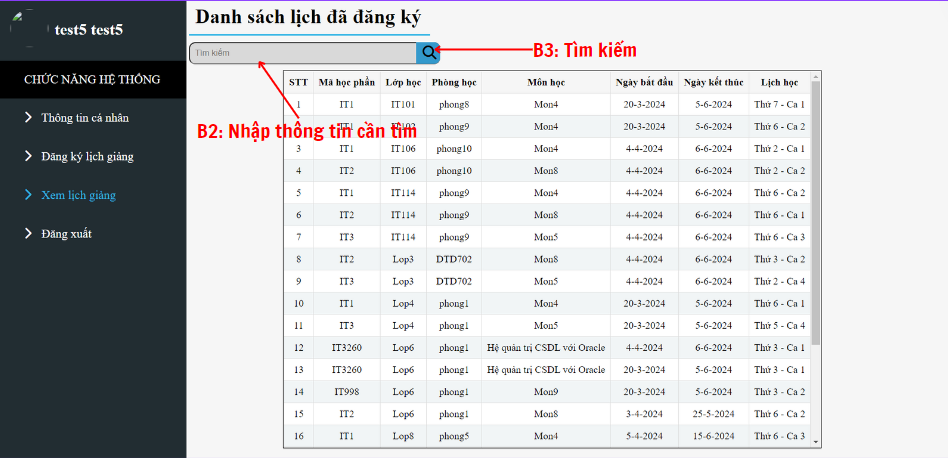 test5 test5
CHỨC NĂNG HỆ THỐNG
Thông tin cá nhân
Đăng ký lịch giảng
Xem lịch giảng
Đăng xuất
Danh sách lịch đã đăng ký
Tìm kiếm
B3: Tìm kiếm
B2: Nhập thông tin cần tìm
STT Mã học phần Lớp học Phòng học Môn học Ngày bắt đầu Ngày kết thúc Lịch học
1 IT1 IT101 phong8 Mon4 20-3-2024 5-6-2024 Thứ 7 - Ca 1
IT1 IT102 phong9 Mon4 20-3-2024 5-6-2024 Thứ 6 - Ca 2
3 IT1 IT106 phong10 Mon4 4-4-2024 6-6-2024 Thứ 2 - Ca 1
4 IT2 IT106 phong10 Mon8 4-4-2024 6-6-2024 Thứ 2 - Ca 2
5 IT1 IT114 phong9 Mon4 4-4-2024 6-6-2024 Thứ 6 - Ca 2
6 IT2 IT114 phong9 Mon8 4-4-2024 6-6-2024 Thứ 6 - Ca 1
7 IT3 IT114 phong9 Mon5 4-4-2024 6-6-2024 Thứ 6 - Ca 3
8 IT2 Lop3 DTD702 Mon8 4-4-2024 6-6-2024 Thứ 3 - Ca 2
9 IT3 Lop3 DTD702 Mon5 4-4-2024 6-6-2024 Thứ 2 - Ca 4
10 IT1 Lop4 phong1 Mon4 20-3-2024 5-6-2024 Thứ 6 - Ca 1
11 IT3 Lop4 phong1 Mon5 20-3-2024 5-6-2024 Thứ 5 - Ca 4
12 IT3260 Lop6 phong1 Hệ quản trị CSDL với Oracle 4-4-2024 6-6-2024 Thứ 3 - Ca 1
13 IT3260 Lop6 phong1 Hệ quản trị CSDL với Oracle 20-3-2024 5-6-2024 Thứ 3 - Ca 1
14 IT998 Lop6 phong1 Mon9 20-3-2024 5-6-2024 Thứ 3 - Ca 2
15 IT2 Lop6 phong1 Mon8 3-4-2024 25-5-2024 Thứ 6 - Ca 2
16 IT1 Lop8 phong5 Mon4 5-4-2024 15-6-2024 Thứ 6 - Ca 3